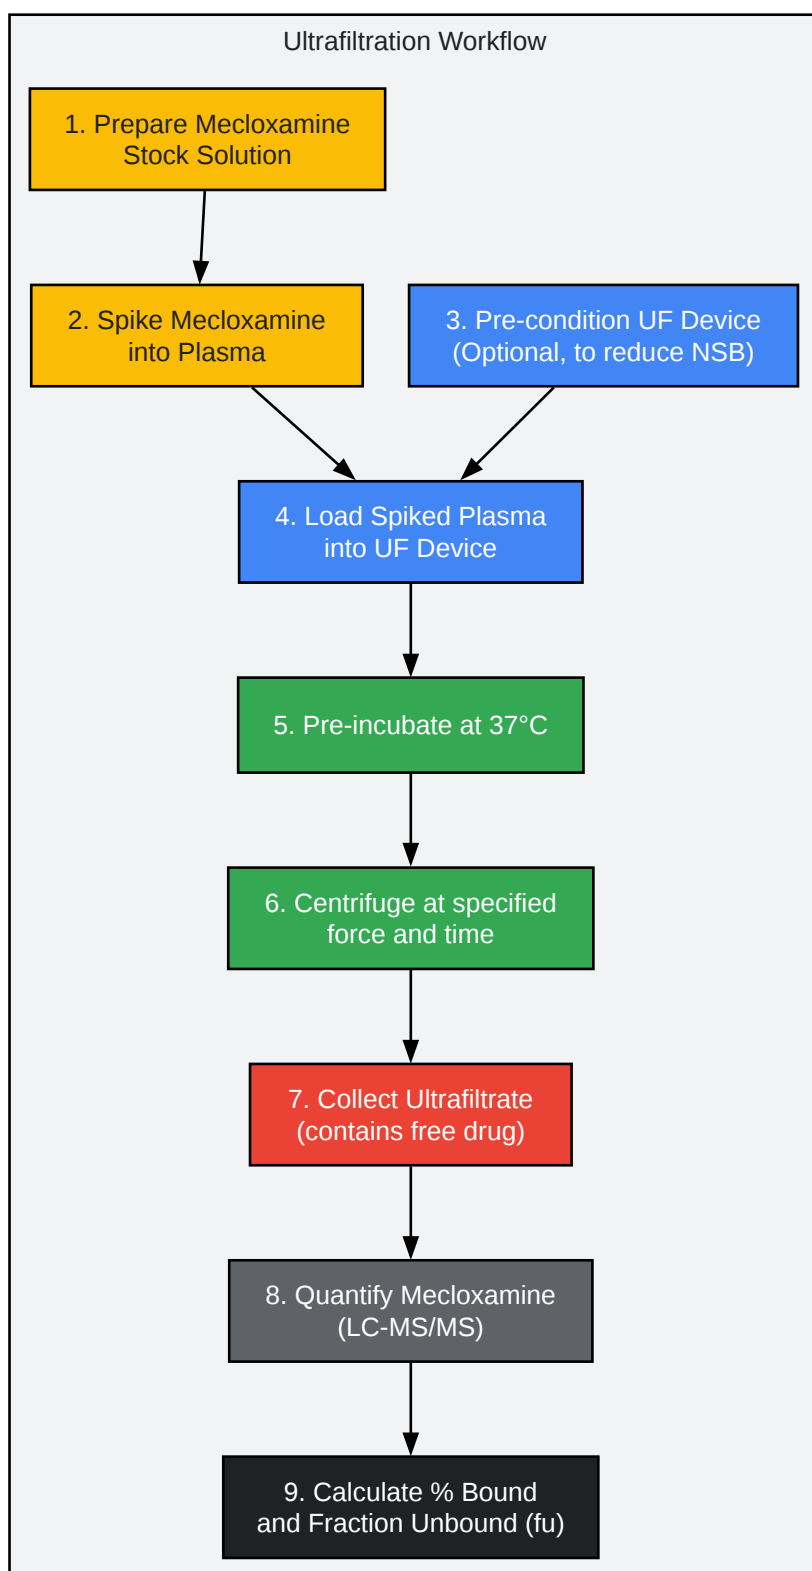 Ultrafiltration Workflow
1. Prepare Mecloxamine
Stock Solution
2. Spike Mecloxamine
into Plasma
3. Pre-condition UF Device
(Optional, to reduce NSB)
4. Load Spiked Plasma
into UF Device
5. Pre-incubate at 37°C
6. Centrifuge at specified
force and time
7. Collect Ultrafiltrate
(contains free drug)
8. Quantify Mecloxamine
(LC-MS/MS)
9. Calculate % Bound
and Fraction Unbound (fu)